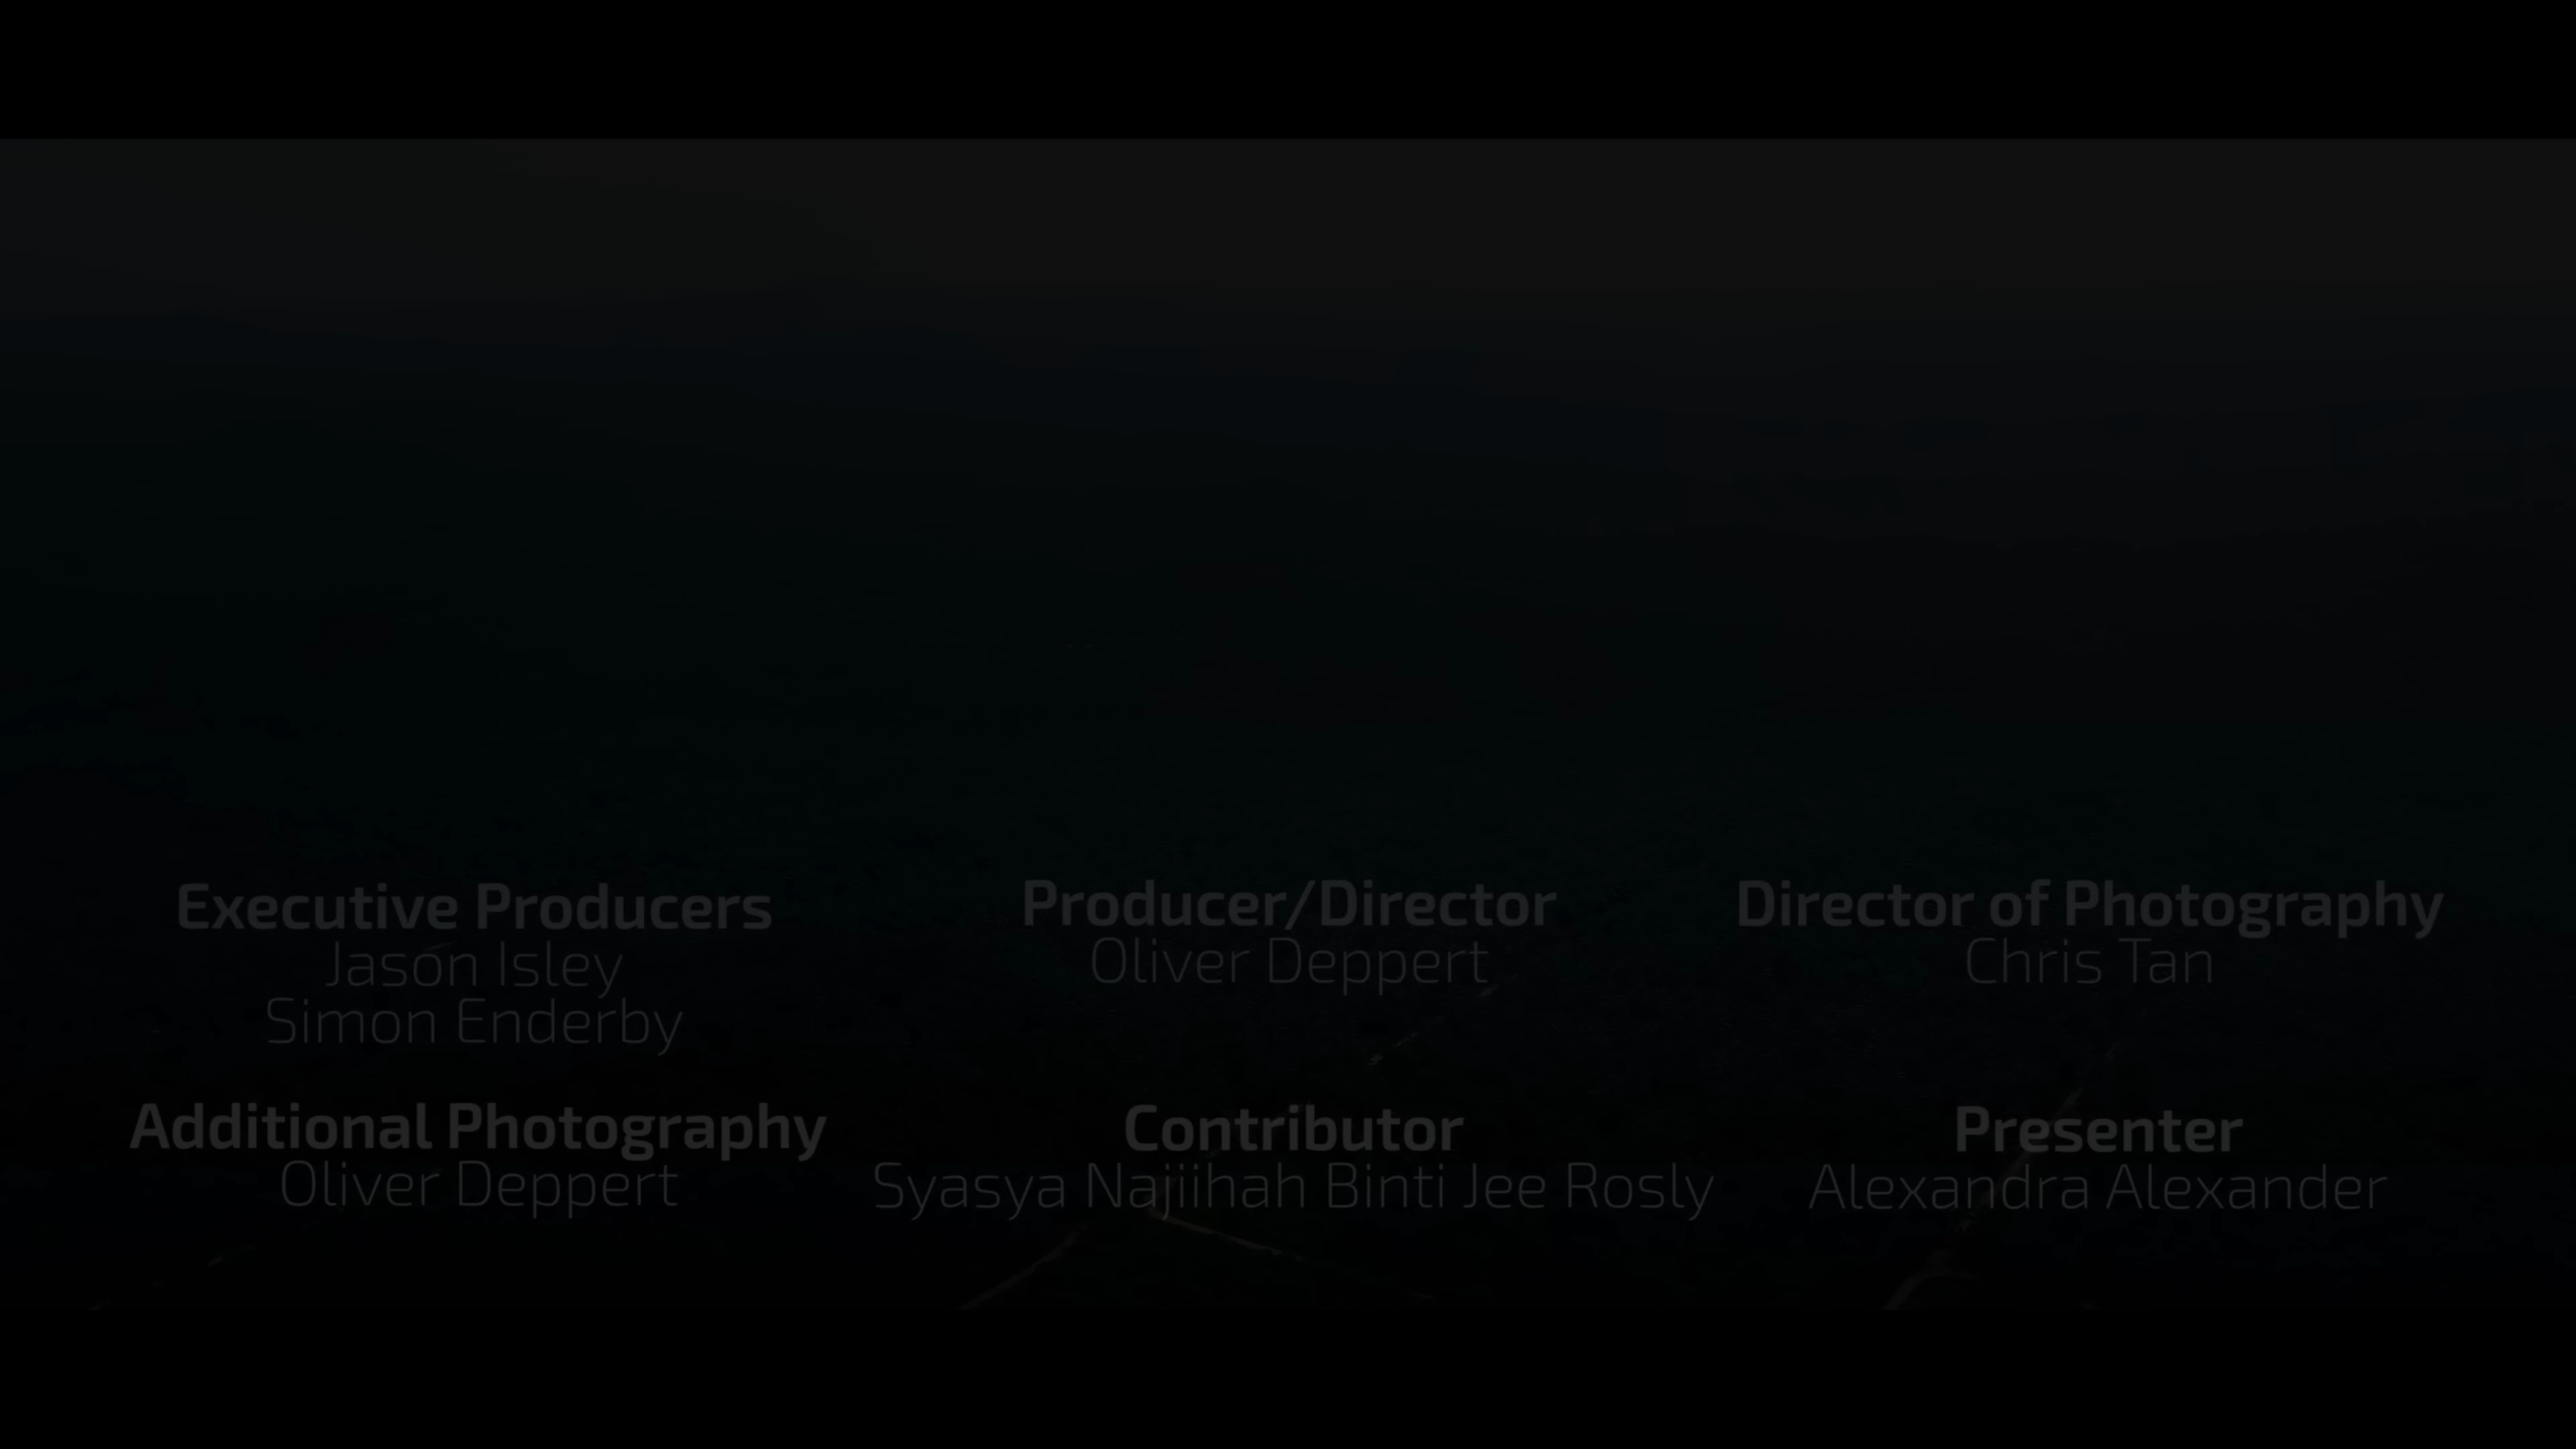 Executive Producers
Jason Isley
Simon Enderby
Producer/Director
Oliver Deppert
Director of Photography
Chris Tan
Additional Photography
Oliver Deppert
Contributor
Syasya Najiihah Binti Jee Rosly
Presenter
Alexandra Alexander